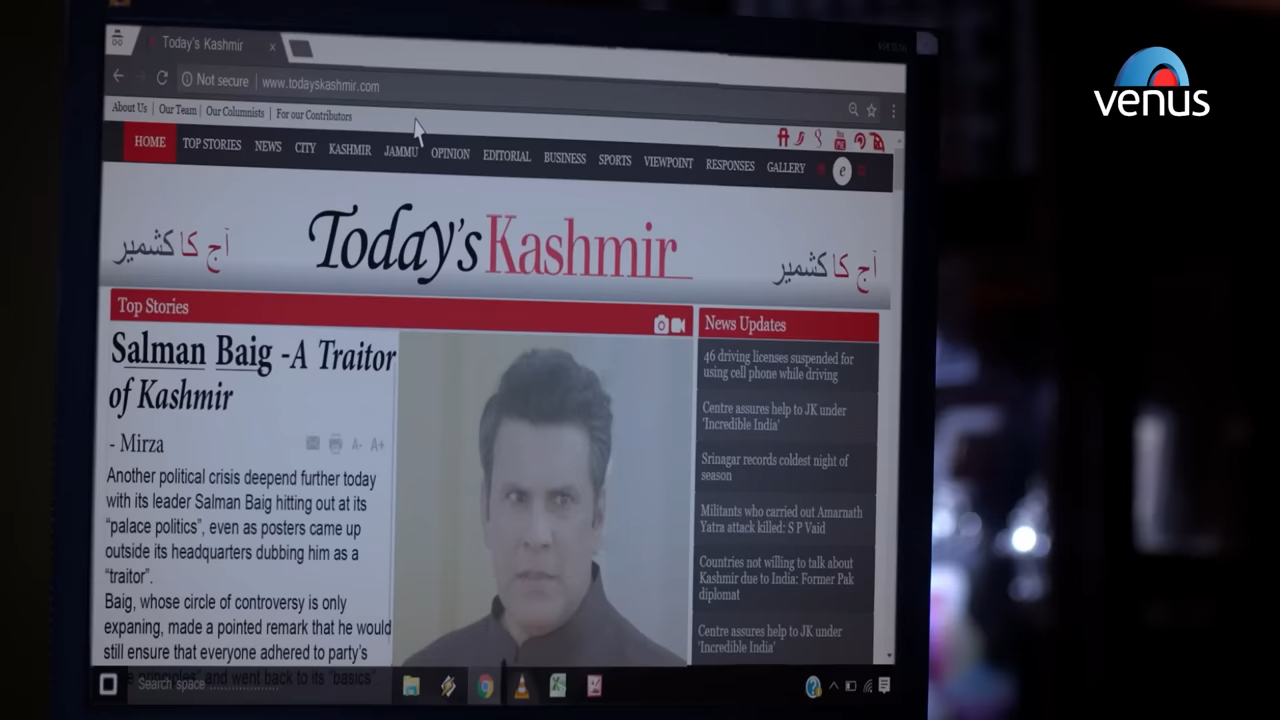 Today's Kashmir
venus
Not secure | www.todayskashmir.com
About Us | Our Team | Our Columnists | For our Contributors
HOME TOP STORIES NEWS CITY KASHMIR JAMMU OPINION EDITORIAL BUSINESS SPORTS VIEWPOINT RESPONSES GALLERY e
آج کا کشمیر
Today's Kashmir
آج کا کشمیر
Top Stories
Salman Baig -A Traitor
of Kashmir
- Mirza
A- A+
Another political crisis deepend further today
with its leader Salman Baig hitting out at its
“palace politics”, even as posters came up
outside its headquarters dubbing him as a
“traitor”.
Baig, whose circle of controversy is only
expaning, made a pointed remark that he would
still ensure that everyone adhered to party’s
principles” and went back to its “basics”
News Updates
46 driving licenses suspended for
using cell phone while driving
Centre assures help to JK under
'Incredible India'
Srinagar records coldest night of
season
Militants who carried out Amarnath
Yatra attack killed: S P Vaid
Countries not willing to talk about
Kashmir due to India: Former Pak
diplomat
Centre assures help to JK under
'Incredible India'
Search space ...................